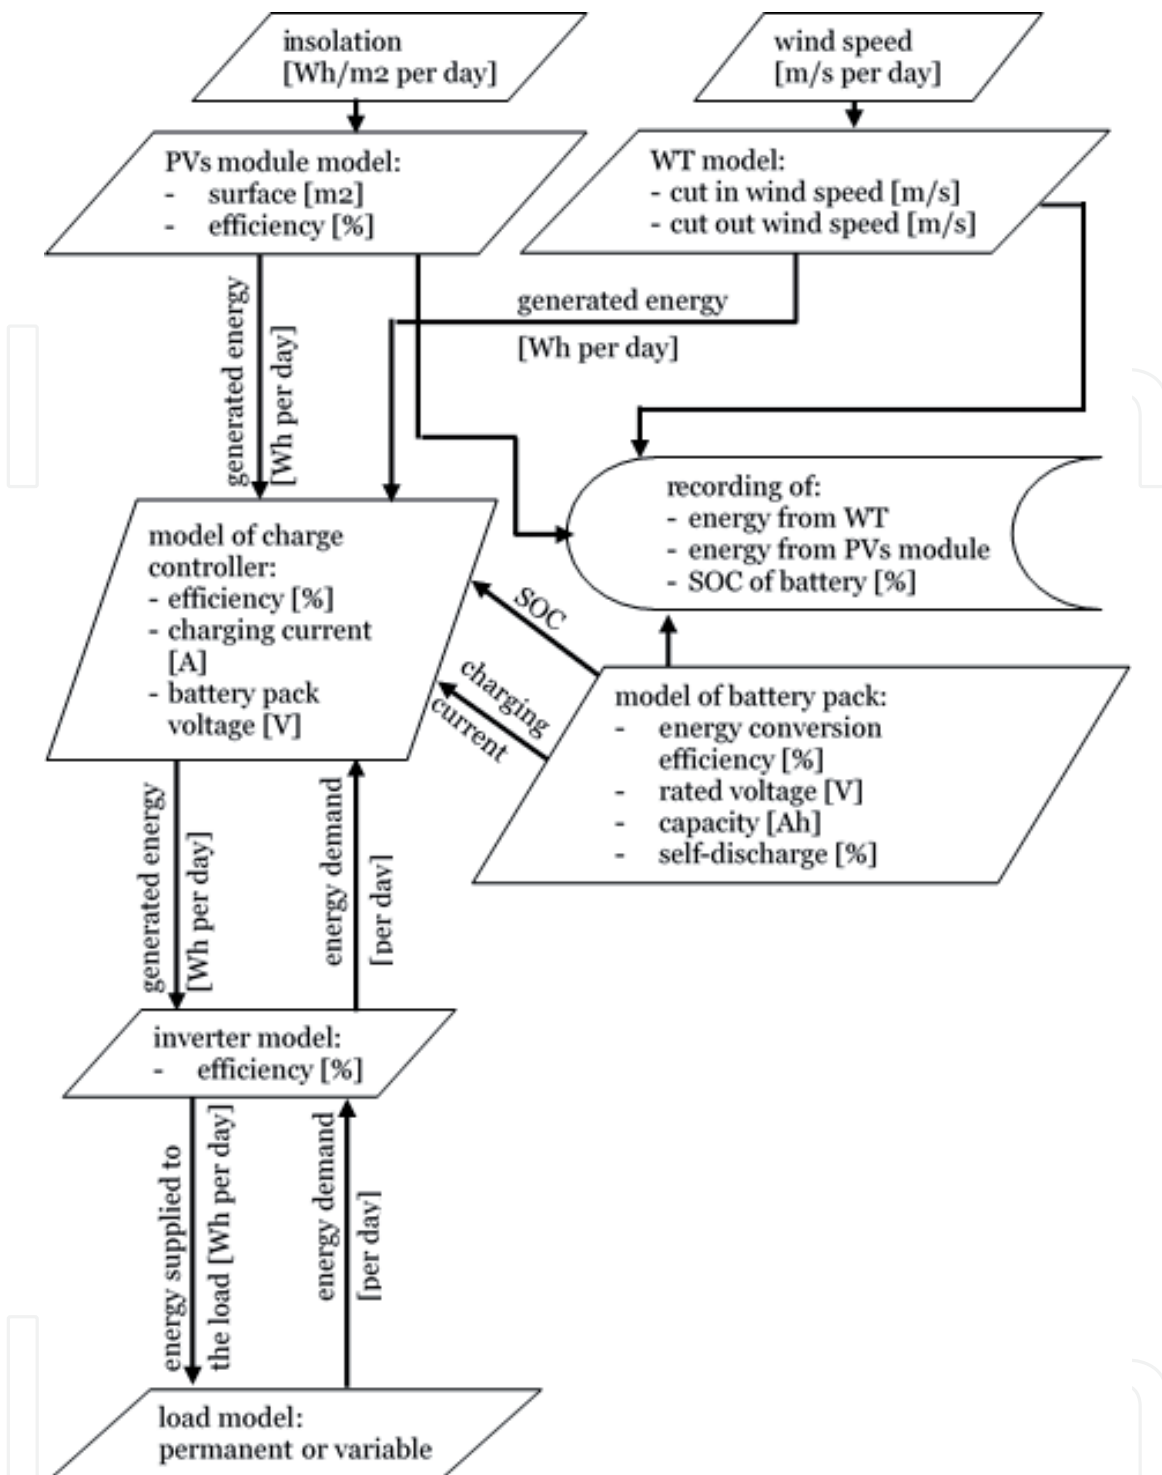 insolation
[Wh/m2 per day]
wind speed
[m/s per day]
PVs module model:
- surface [m2]
- efficiency [%]
WT model:
- cut in wind speed [m/s]
- cut out wind speed [m/s]
generated energy
[Wh per day]
generated energy
[Wh per day]
recording of:
- energy from WT
- energy from PVs module
- SOC of battery [%]
model of charge
controller:
- efficiency [%]
- charging current
[A]
- battery pack
voltage [V]
SOC
charging
current
model of battery pack:
- energy conversion
efficiency [%]
- rated voltage [V]
- capacity [Ah]
- self-discharge [%]
generated energy
[Wh per day]
energy demand
[per day]
inverter model:
- efficiency [%]
energy supplied to
the load [Wh per day]
energy demand
[per day]
load model:
permanent or variable